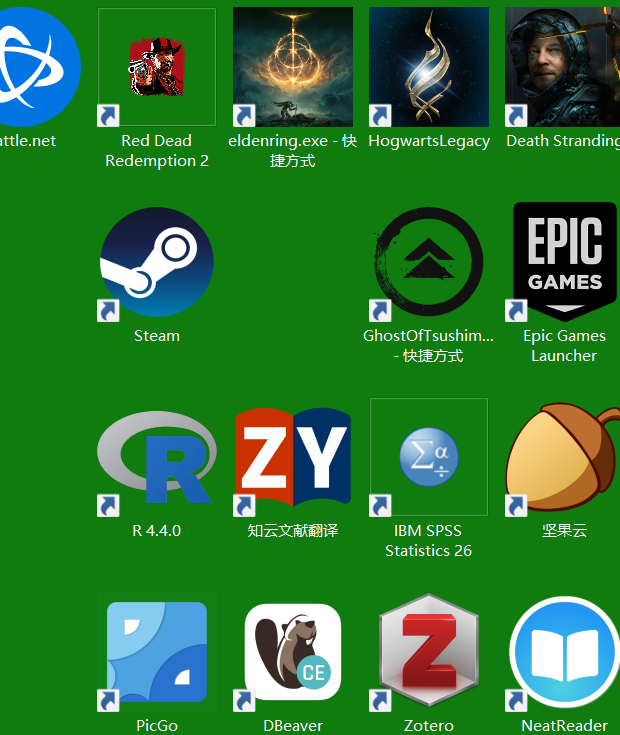 attle.net
Red Dead
Redemption 2
eldenring.exe - 快
捷方式
HogwartsLegacy
Death Stranding
Steam
GhostOfTsushim...
- 快捷方式
EPIC
GAMES
Epic Games
Launcher
R
R 4.4.0
ZY
知云文献翻译
Σα
÷
IBM SPSS
Statistics 26
坚果云
PicGo
CE
DBeaver
Z
Zotero
NeatReader